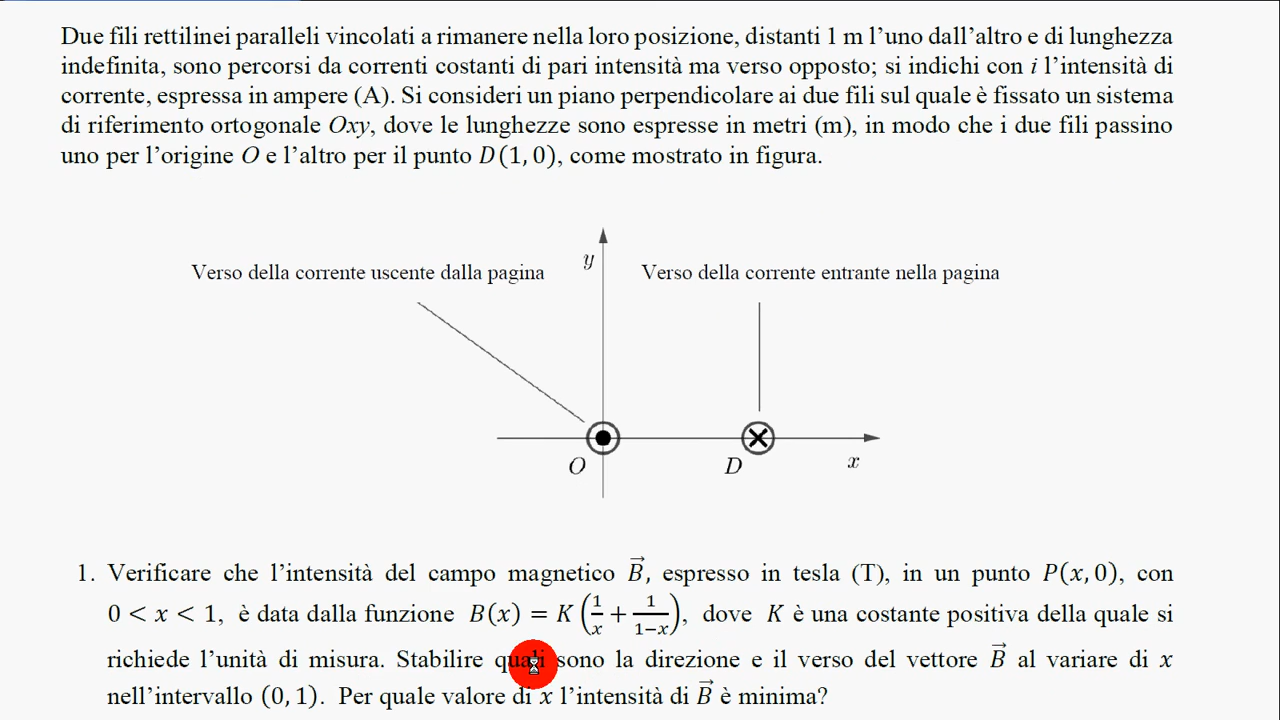 Due fili rettilinei paralleli vincolati a rimanere nella loro posizione, distanti 1 m l’uno dall’altro e di lunghezza
indefinita, sono percorsi da correnti costanti di pari intensità ma verso opposto; si indichi con i l’intensità di
corrente, espressa in ampere (A). Si consideri un piano perpendicolare ai due fili sul quale è fissato un sistema
di riferimento ortogonale Oxy, dove le lunghezze sono espresse in metri (m), in modo che i due fili passino
uno per l’origine O e l’altro per il punto D(1, 0), come mostrato in figura.
y
Verso della corrente uscente dalla pagina
Verso della corrente entrante nella pagina
O
D
x
1. Verificare che l’intensità del campo magnetico B⃗, espresso in tesla (T), in un punto P(x, 0), con
0 < x < 1, è data dalla funzione B(x) = K(1/x + 1/(1−x)), dove K è una costante positiva della quale si
richiede l’unità di misura. Stabilire quali sono la direzione e il verso del vettore B⃗ al variare di x
nell’intervallo (0, 1). Per quale valore di x l’intensità di B⃗ è minima?